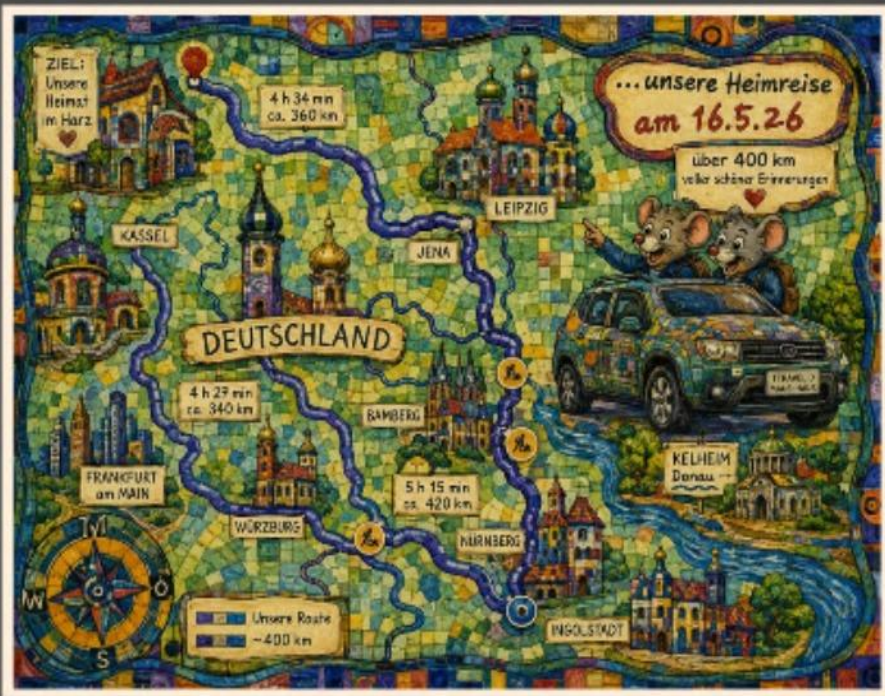 ZIEL:
Unsere
Heimat
im Harz
4 h 34 min
ca. 360 km
...unsere Heimreise
am 16.5.26
über 400 km
voller schöner Erinnerungen
LEIPZIG
KASSEL
JENA
DEUTSCHLAND
4 h 29 min
ca. 340 km
BAMBERG
KELHEIM
Donau
FRANKFURT
am MAIN
5 h 15 min
ca. 420 km
WÜRZBURG
NÜRNBERG
W
O
S
Unsere Route
~400 km
INGOLSTADT